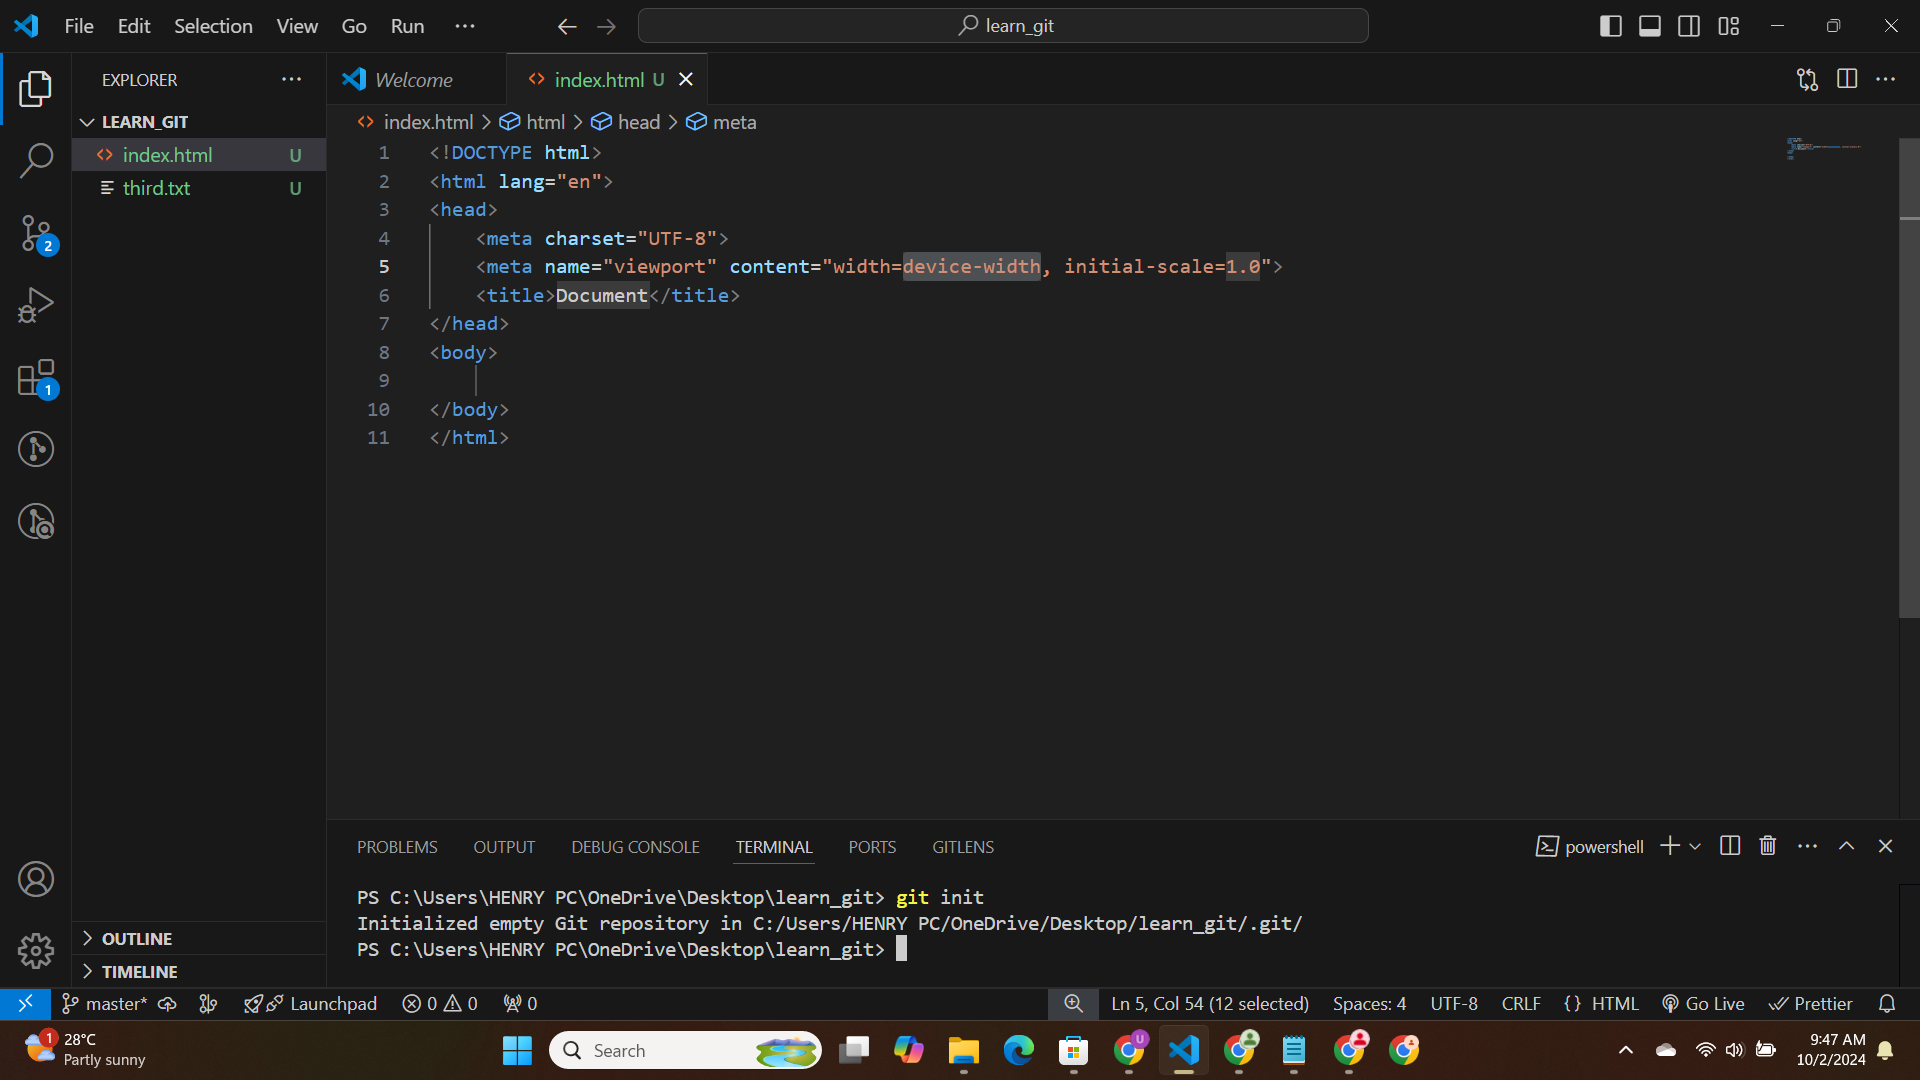 File Edit Selection View Go Run ··· learn_git
EXPLORER ···
Welcome
index.html U
LEARN_GIT
index.html U
third.txt U
index.html > html > head > meta
1 <!DOCTYPE html>
2 <html lang="en">
3 <head>
4 <meta charset="UTF-8">
5 <meta name="viewport" content="width=device-width, initial-scale=1.0">
6 <title>Document</title>
7 </head>
8 <body>
9
10 </body>
11 </html>
2
1
OUTLINE
TIMELINE
PROBLEMS OUTPUT DEBUG CONSOLE TERMINAL PORTS GITLENS powershell
PS C:\Users\HENRY PC\OneDrive\Desktop\learn_git> git init
Initialized empty Git repository in C:/Users/HENRY PC/OneDrive/Desktop/learn_git/.git/
PS C:\Users\HENRY PC\OneDrive\Desktop\learn_git>
master* Launchpad 0 0 0 Ln 5, Col 54 (12 selected) Spaces: 4 UTF-8 CRLF {} HTML Go Live Prettier
1
28°C
Partly sunny
Search
U
9:47 AM
10/2/2024